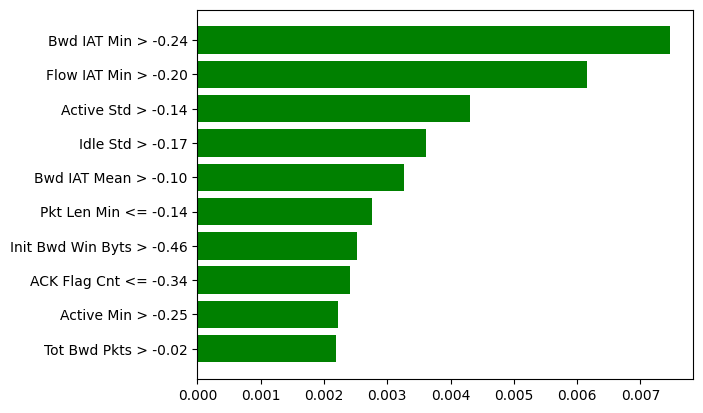 Bwd IAT Min > -0.24
Flow IAT Min > -0.20
Active Std > -0.14
Idle Std > -0.17
Bwd IAT Mean > -0.10
Pkt Len Min <= -0.14
Init Bwd Win Byts > -0.46
ACK Flag Cnt <= -0.34
Active Min > -0.25
Tot Bwd Pkts > -0.02
0.000 0.001 0.002 0.003 0.004 0.005 0.006 0.007